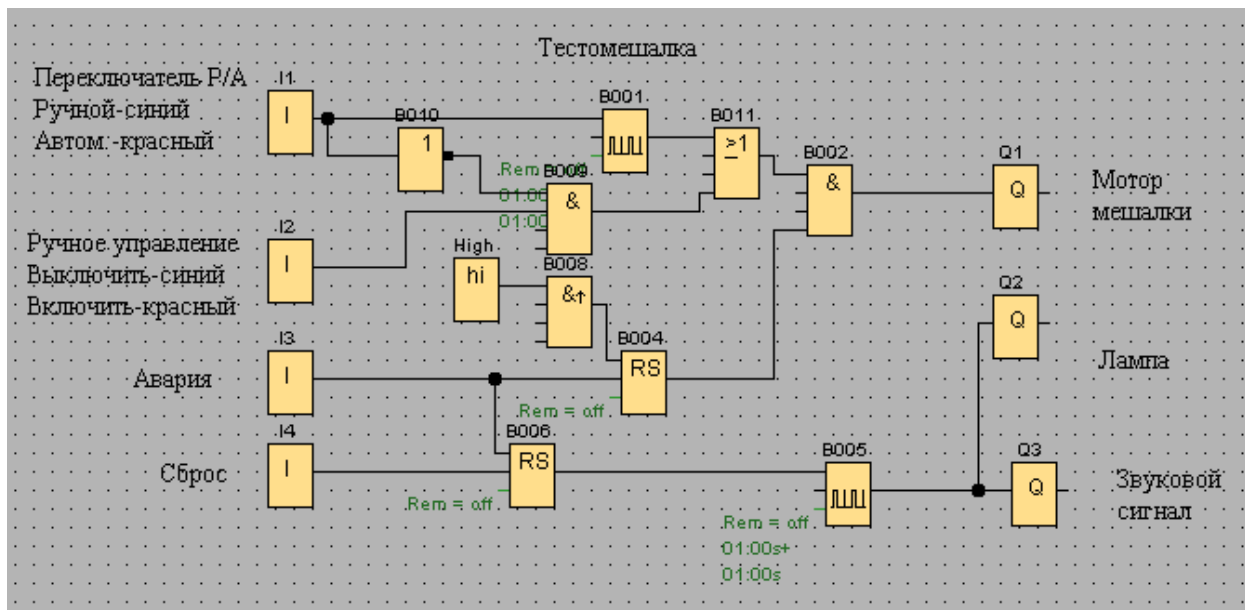 Тестомешалка
Переключатель Р/А
Ручной-синий
Автом.-красный
I1
I
B010
1
B001
Rem =
01:00
01:00
B009
&
B011
>1
B002
&
Q1
Q
Мотор
мешалки
Ручное управление
Выключить-синий
Включить-красный
I2
I
High
hi
B008
&↑
Q2
Q
Лампа
Авария
I3
I
B004
RS
Rem = off
Сброс
I4
I
B006
RS
Rem = off
B005
Rem = off
01:00s+
01:00s
Q3
Q
Звуковой
сигнал